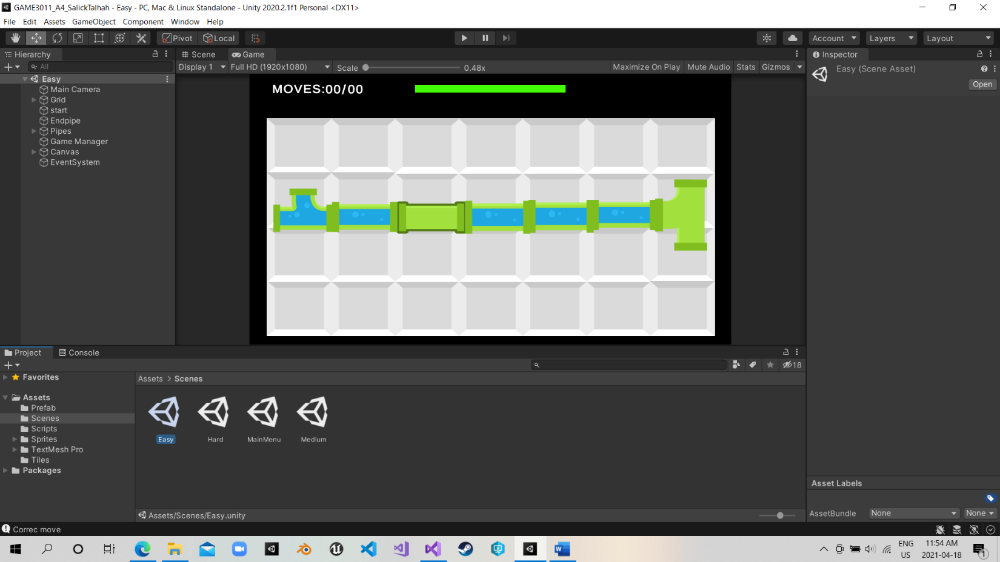 GAME3011_A4_SalickTalhah - Easy - PC, Mac & Linux Standalone - Unity 2020.2.1f1 Personal <DX11>
File Edit Assets GameObject Component Window Help
Pivot Local Account Layers Layout
Hierarchy Scene Game Inspector
All Display 1 Full HD (1920x1080) Scale 0.48x Maximize On Play Mute Audio Stats Gizmos
Easy (Scene Asset)
Open
Easy
Main Camera
Grid
start
Endpipe
Pipes
Game Manager
Canvas
EventSystem
MOVES:00/00
Project Console
18
Favorites
Assets
Prefab
Scenes
Scripts
Sprites
TextMesh Pro
Tiles
Packages
Assets > Scenes
Easy Hard MainMenu Medium
Assets/Scenes/Easy.unity
Asset Labels
AssetBundle None None
Correc move
ENG
US
11:54 AM
2021-04-18
1